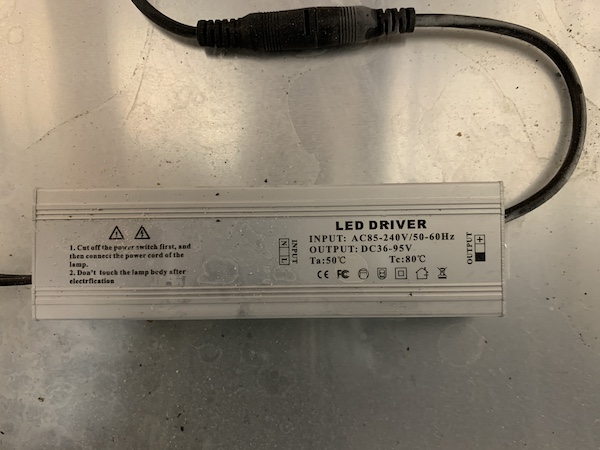 1. Cut off the power switch first, and
then connect the power cord of the
lamp.
2. Don't touch the lamp body after
electrification
N
L
INPUT
LED DRIVER
INPUT: AC85-240V/50-60Hz
OUTPUT: DC36-95V
Ta:50℃ Tc:80℃
CE
OUTPUT
+